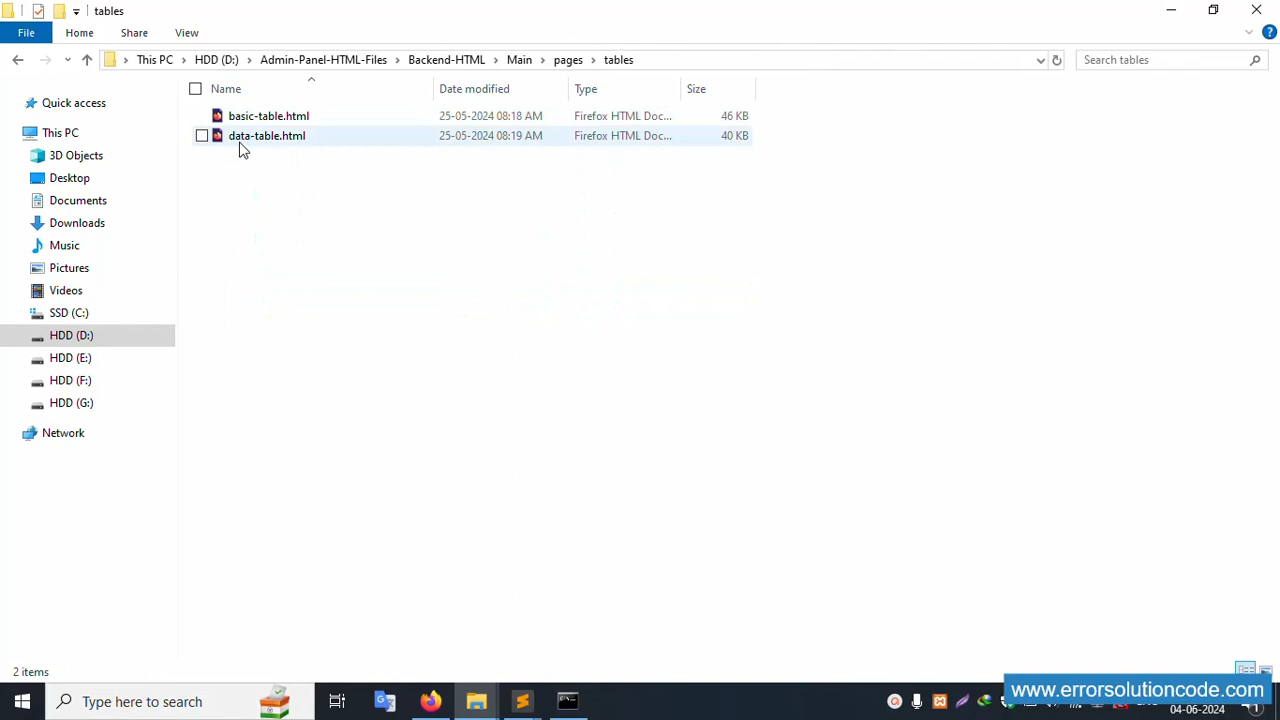 tables
File
Home
Share
View
This PC
HDD (D:)
Admin-Panel-HTML-Files
Backend-HTML
Main
pages
tables
Search tables
Name
Date modified
Type
Size
basic-table.html
25-05-2024 08:18 AM
Firefox HTML Doc...
46 KB
data-table.html
25-05-2024 08:19 AM
Firefox HTML Doc...
40 KB
Quick access
This PC
3D Objects
Desktop
Documents
Downloads
Music
Pictures
Videos
SSD (C:)
HDD (D:)
HDD (E:)
HDD (F:)
HDD (G:)
Network
2 items
Type here to search
www.errorsolutioncode.com
04-06-2024